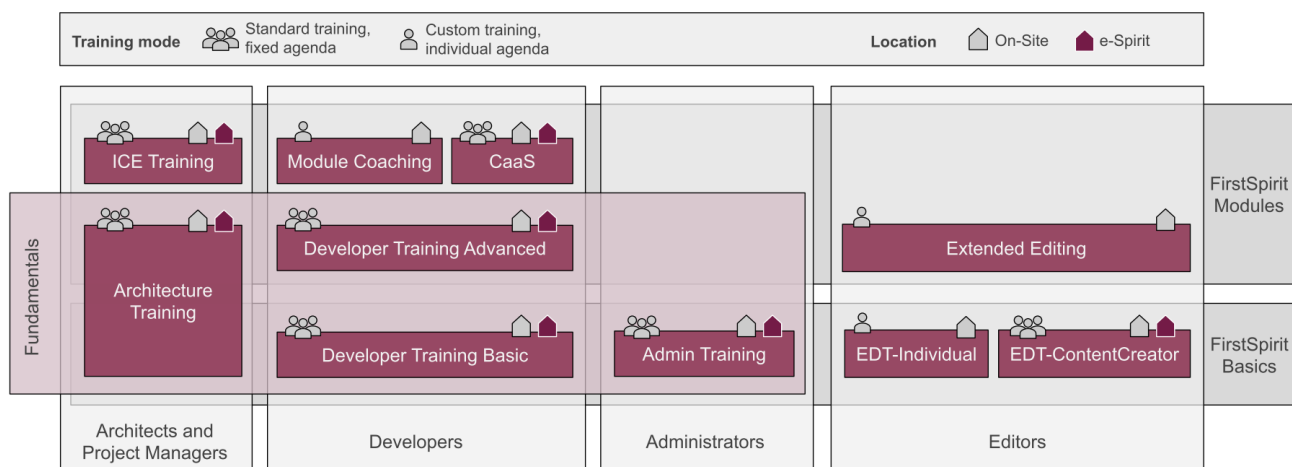 Training mode
Standard training,
fixed agenda
Custom training,
individual agenda
Location
On-Site
e-Spirit
ICE Training
Module Coaching
CaaS
FirstSpirit
Modules
Fundamentals
Architecture
Training
Developer Training Advanced
Extended Editing
Developer Training Basic
Admin Training
EDT-Individual
EDT-ContentCreator
FirstSpirit
Basics
Architects and
Project Managers
Developers
Administrators
Editors